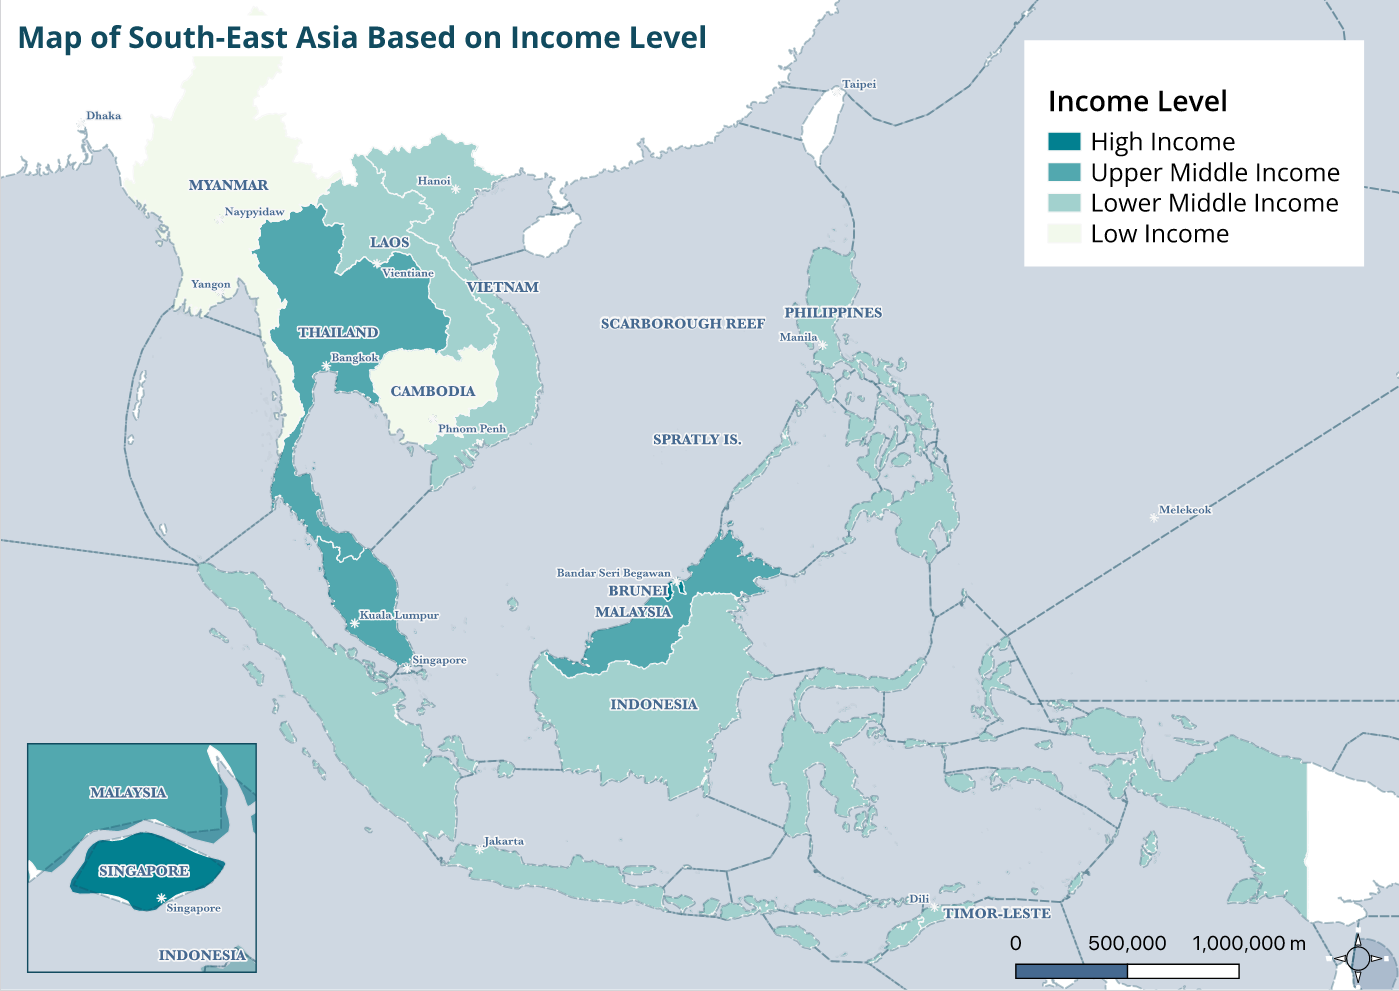 Map of South-East Asia Based on Income Level
Income Level
High Income
Upper Middle Income
Lower Middle Income
Low Income
Taipei
Dhaka
MYANMAR
Hanoi
Naypyidaw
LAOS
Vientiane
Yangon
VIETNAM
THAILAND
SCARBOROUGH REEF
PHILIPPINES
Manila
Bangkok
CAMBODIA
Phnom Penh
SPRATLY IS.
Melekeok
Bandar Seri Begawan
BRUNEI
MALAYSIA
Kuala Lumpur
Singapore
INDONESIA
MALAYSIA
SINGAPORE
Singapore
INDONESIA
Jakarta
Dili
TIMOR-LESTE
0 500,000 1,000,000 m